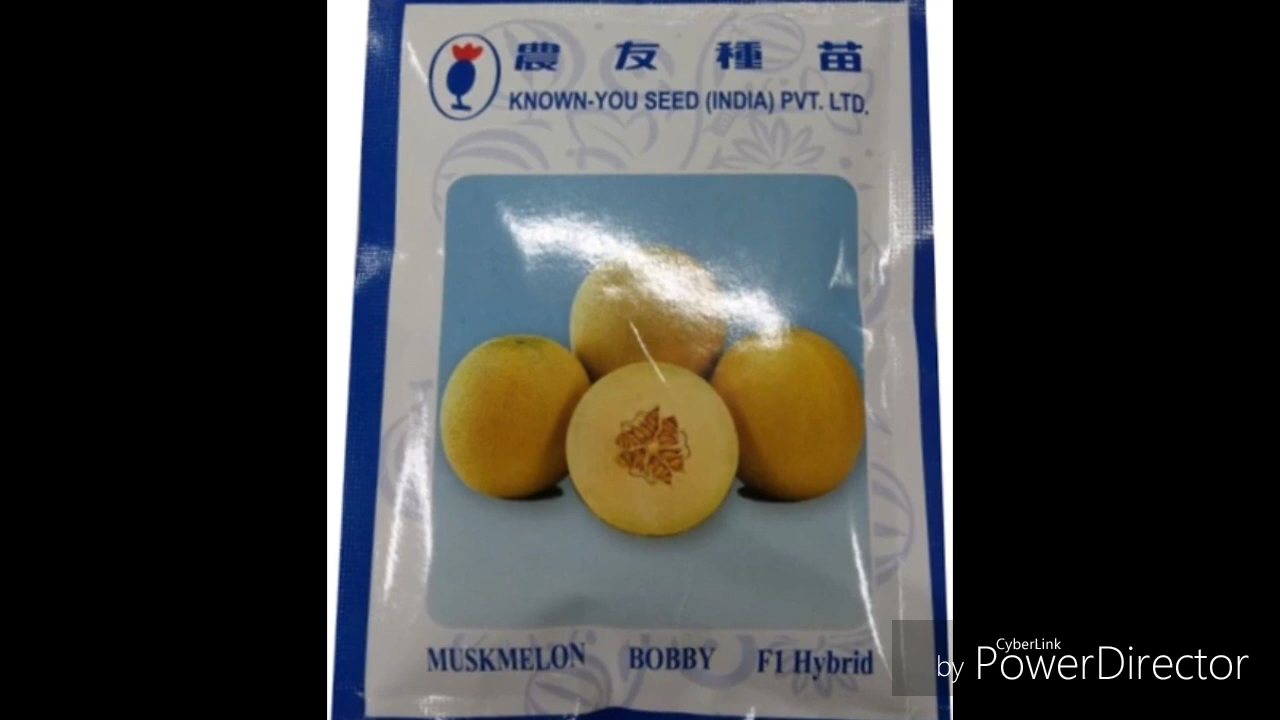 農友種苗
KNOWN-YOU SEED (INDIA) PVT. LTD.
MUSKMELON BOBBY F1 Hybrid
CyberLink
by PowerDirector